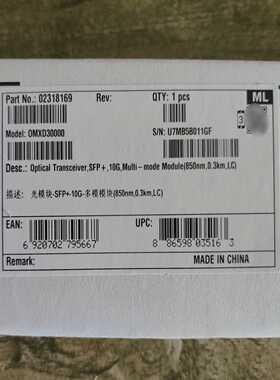 Part No.: 02318169 Rev: QTY: 1 pcs ML
Model: OMXD30000 S/N: U7MB5B011GF 3
Desc.: Optical Transceiver,SFP+,10G,Multi-mode Module(850nm,0.3km,LC)
描述: 光模块-SFP+-10G-多模模块(850nm,0.3km,LC)
EAN: UPC:
6 920702 795667 8 86598 03516 3
Remark: MADE IN CHINA